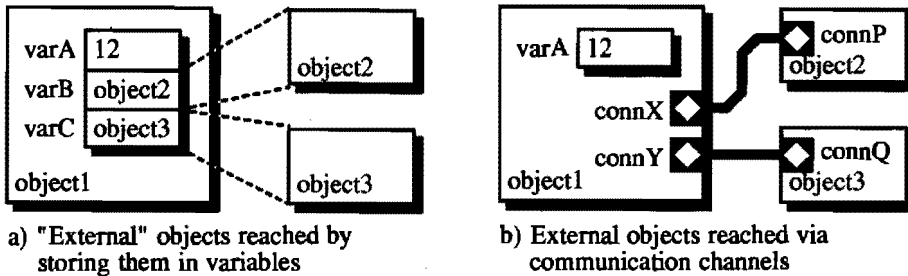 varA 12
varB object2
varC object3
object1
object2
object3
a) "External" objects reached by
storing them in variables
varA 12
connX
connY
object1
connP
object2
connQ
object3
b) External objects reached via
communication channels